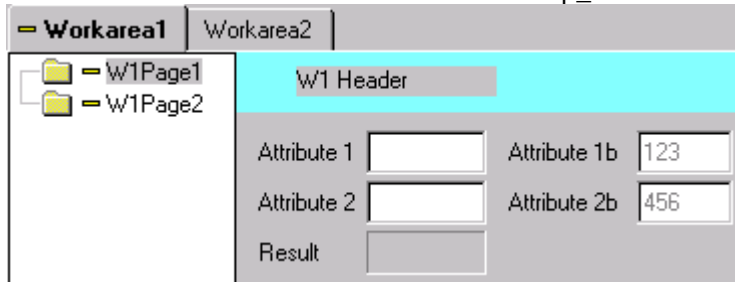 Workarea1 Workarea2
W1Page1
W1Page2
W1 Header
Attribute 1 Attribute 1b 123
Attribute 2 Attribute 2b 456
Result